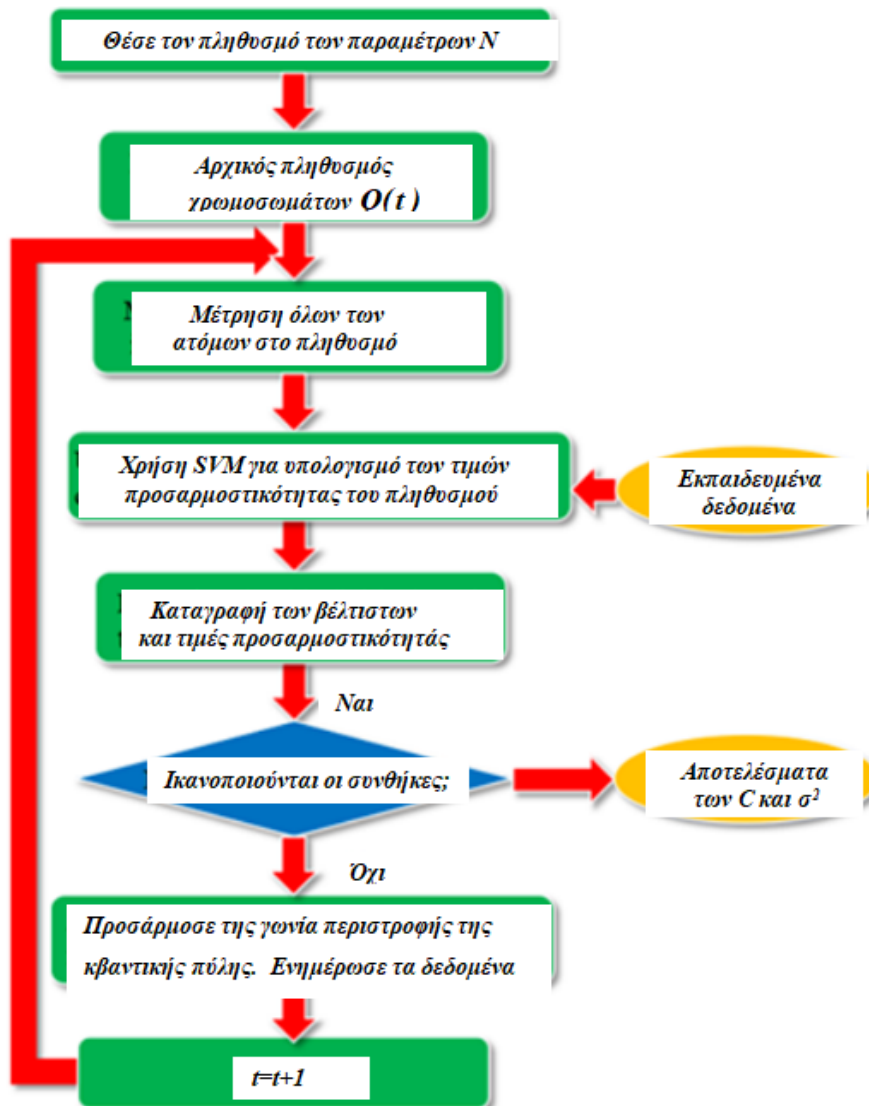 Θέσε τον πληθυσμό των παραμέτρων N
Αρχικός πληθυσμός
χρωμοσωμάτων O(t)
Μέτρηση όλων των
ατόμων στο πληθυσμό
Χρήση SVM για υπολογισμό των τιμών
προσαρμοστικότητας του πληθυσμού
Εκπαιδευμένα
δεδομένα
Καταγραφή των βέλτιστων
και τιμές προσαρμοστικότητάς
Ναι
Ικανοποιούνται οι συνθήκες;
Αποτελέσματα
των C και σ²
Όχι
Προσάρμοσε της γωνία περιστροφής της
κβαντικής πύλης. Ενημέρωσε τα δεδομένα
t=t+1